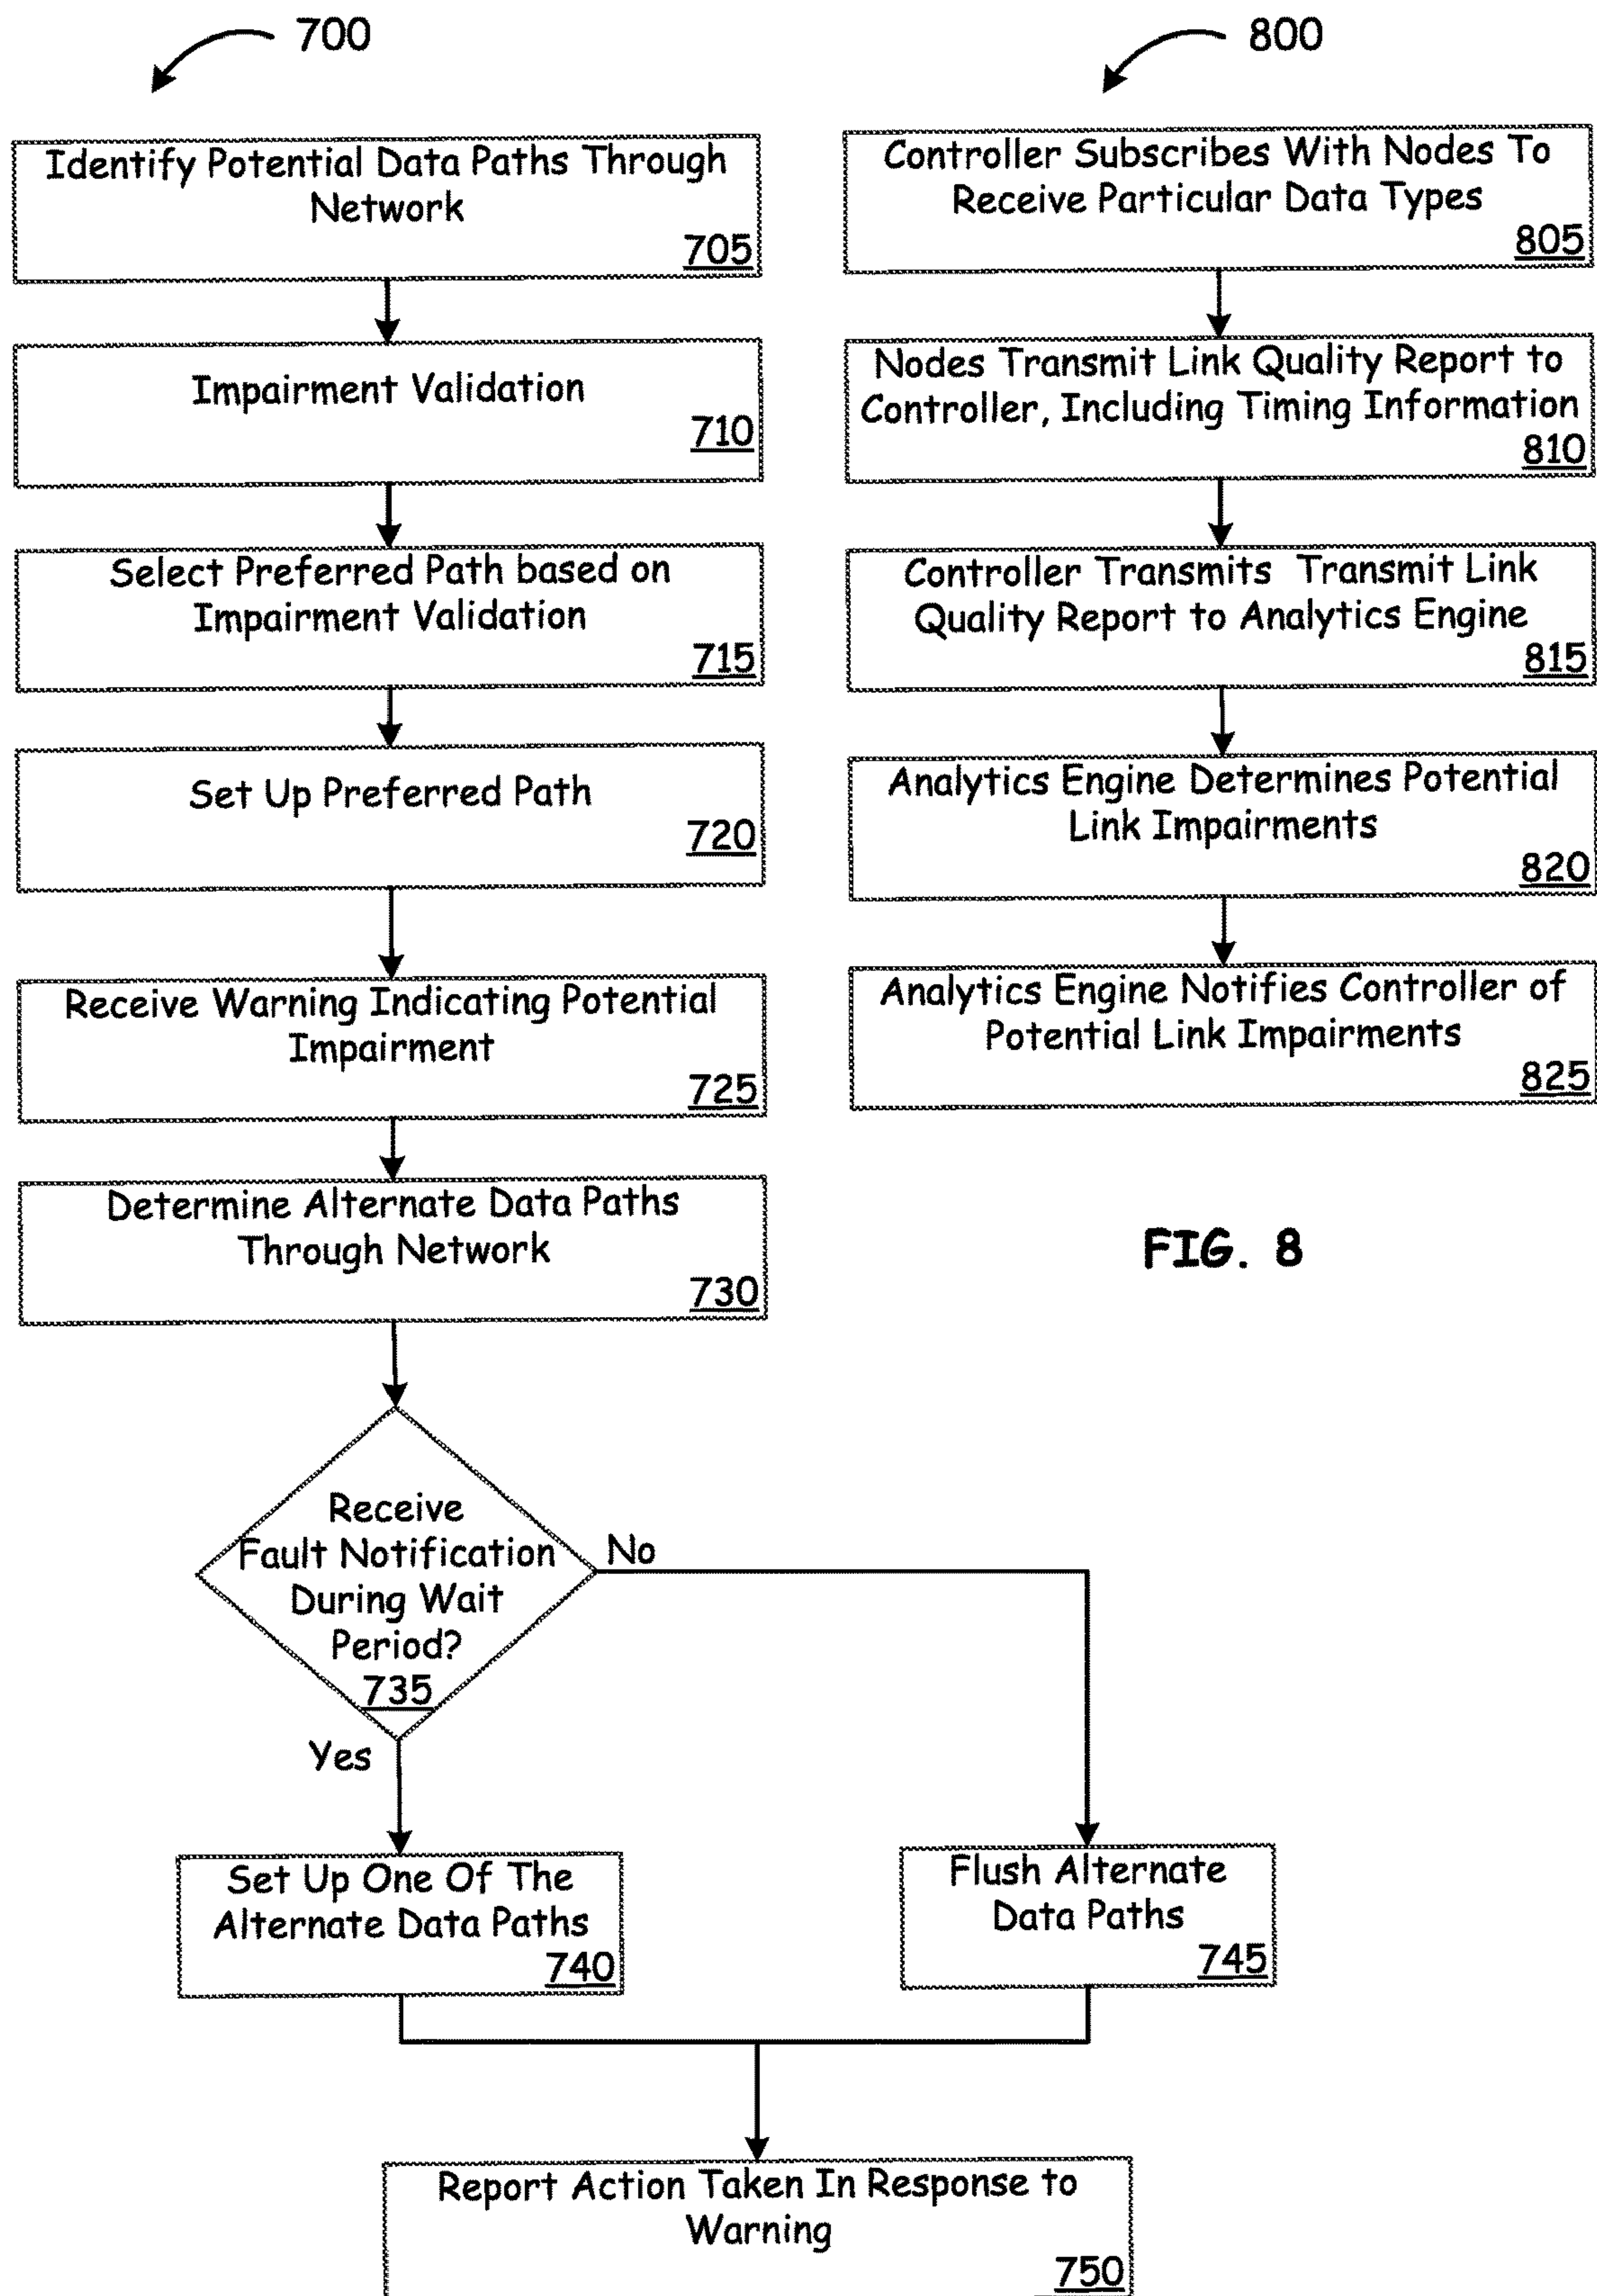 700
Identify Potential Data Paths Through
Network
705
Impairment Validation
710
Select Preferred Path based on
Impairment Validation
715
Set Up Preferred Path
720
Receive Warning Indicating Potential
Impairment
725
Determine Alternate Data Paths
Through Network
730
Receive
Fault Notification
During Wait
Period?
735
No
Yes
Set Up One Of The
Alternate Data Paths
740
Flush Alternate
Data Paths
745
Report Action Taken In Response to
Warning
750
800
Controller Subscribes With Nodes To
Receive Particular Data Types
805
Nodes Transmit Link Quality Report to
Controller, Including Timing Information
810
Controller Transmits Transmit Link
Quality Report to Analytics Engine
815
Analytics Engine Determines Potential
Link Impairments
820
Analytics Engine Notifies Controller of
Potential Link Impairments
825
FIG. 8